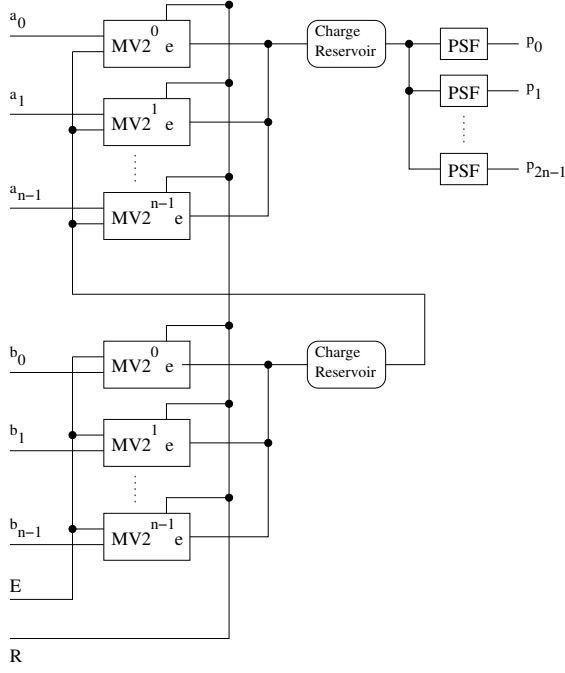 a0
MV2^0 e
Charge
Reservoir
PSF
p0
a1
MV2^1 e
PSF
p1
an−1
MV2^n−1 e
PSF
p2n−1
b0
MV2^0 e
Charge
Reservoir
b1
MV2^1 e
bn−1
MV2^n−1 e
E
R